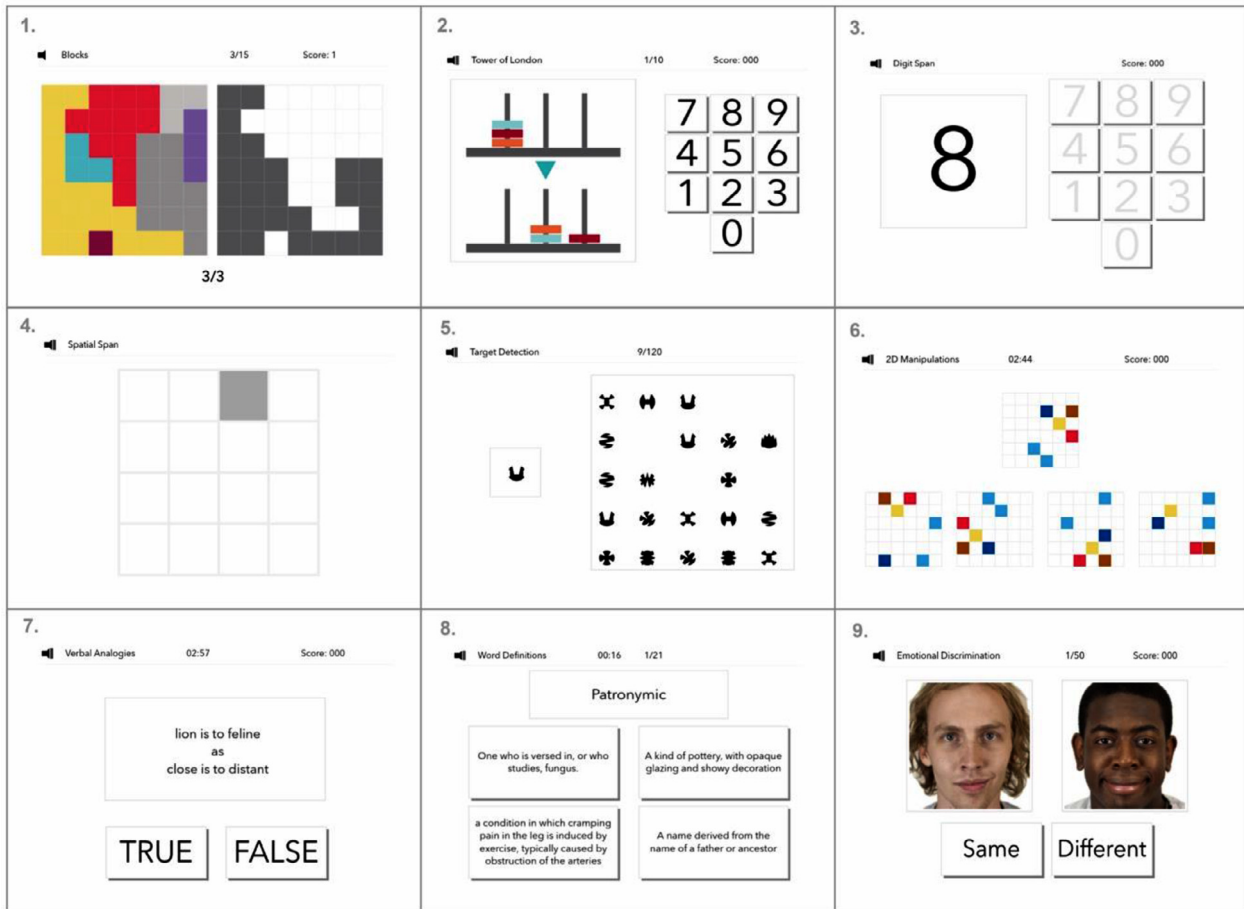 1.
Blocks 3/15 Score: 1
3/3
2.
Tower of London 1/10 Score: 000
7 8 9
4 5 6
1 2 3
0
3.
Digit Span Score: 000
8
7 8 9
4 5 6
1 2 3
0
4.
Spatial Span
5.
Target Detection 9/120
6.
2D Manipulations 02:44 Score: 000
7.
Verbal Analogies 02:57 Score: 000
lion is to feline
as
close is to distant
TRUE FALSE
8.
Word Definitions 00:16 1/21
Patronymic
One who is versed in, or who
studies, fungus.
A kind of pottery, with opaque
glazing and showy decoration
a condition in which cramping
pain in the leg is induced by
exercise, typically caused by
obstruction of the arteries
A name derived from the
name of a father or ancestor
9.
Emotional Discrimination 1/50 Score: 000
Same Different